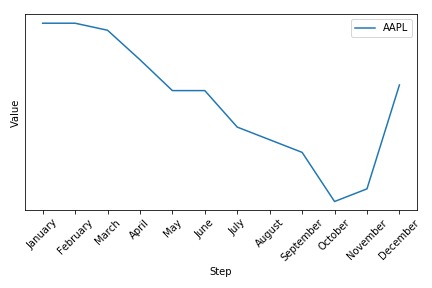 AAPL
Value
January
February
March
April
May
June
July
August
September
October
November
December
Step